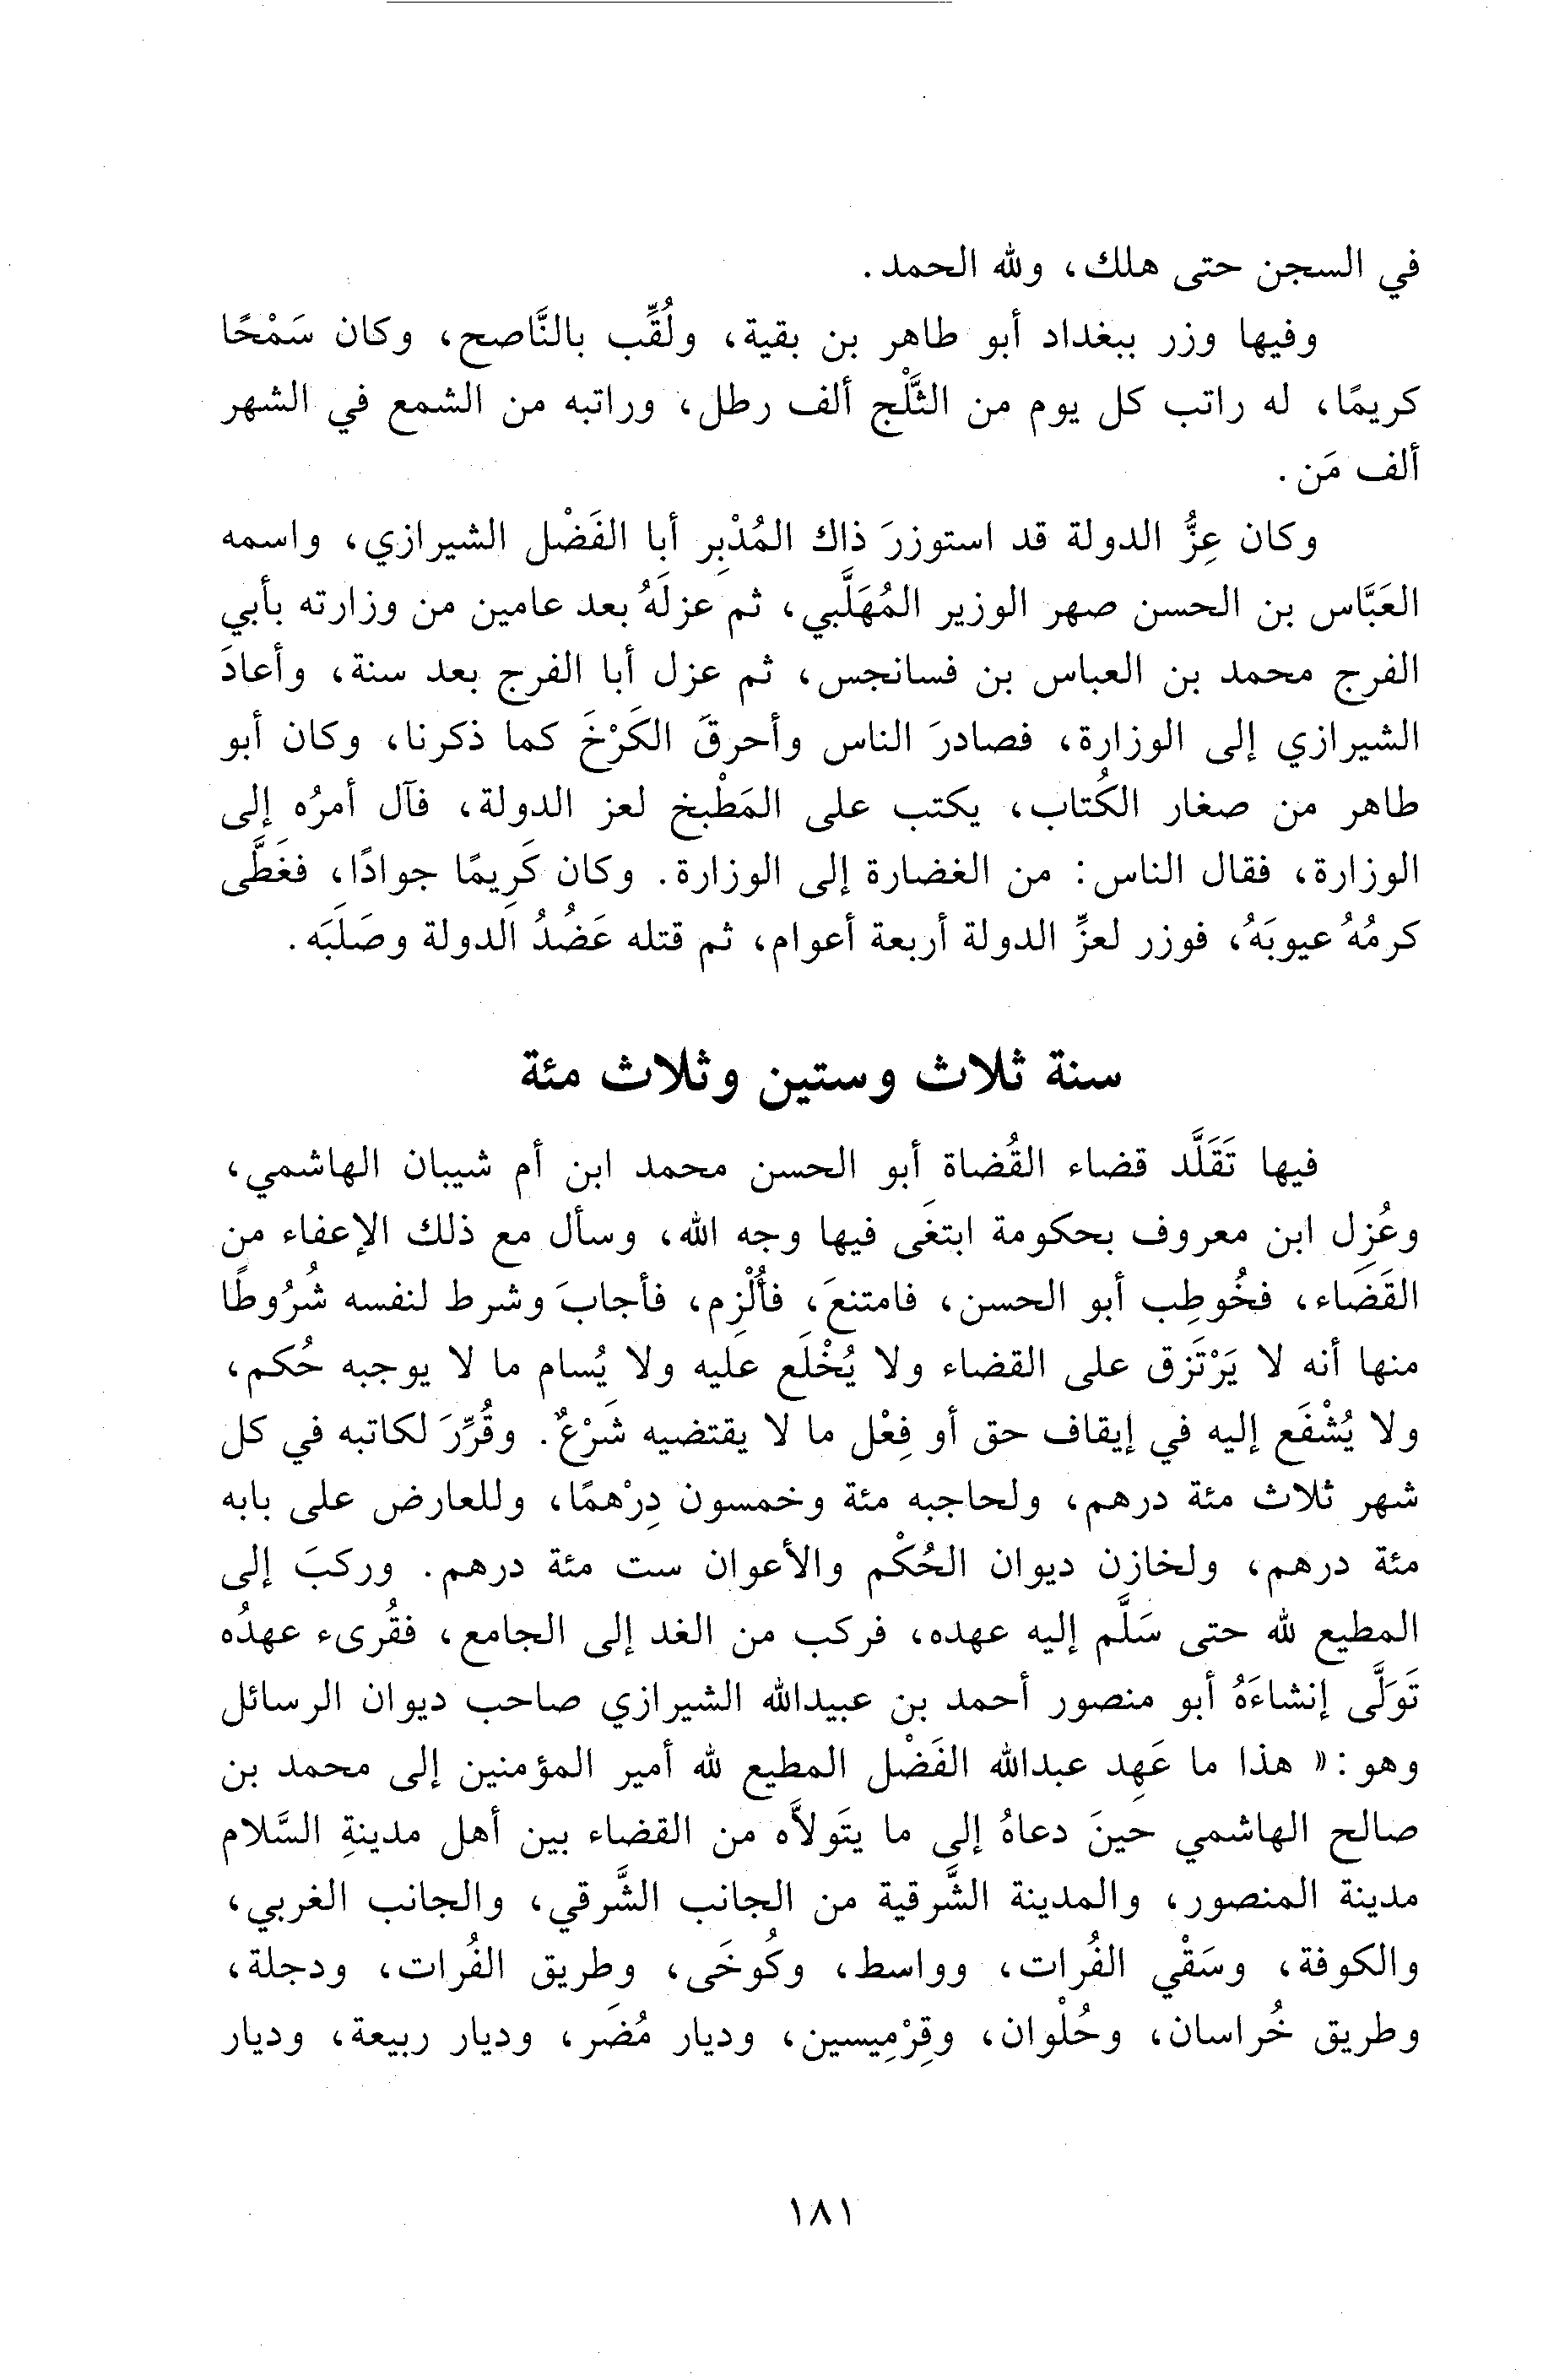 في السجن حتى هلك، ولله الحمد.
وفيها وزر ببغداد أبو طاهر بن بقية، ولُقِّب بالنَّاصح، وكان سَمْحًا
كريمًا، له راتب كل يوم من الثَّلْج ألف رطل، وراتبه من الشمع في الشهر
ألف مَن.
وكان عِزُّ الدولة قد استوزرَ ذاك المُدْبِر أبا الفَضْل الشيرازي، واسمه
العَبَّاس بن الحسن صهر الوزير المُهَلَّبي، ثم عزلَهُ بعد عامين من وزارته بأبي
الفرج محمد بن العباس بن فسانجس، ثم عزل أبا الفرج بعد سنة، وأعادَ
الشيرازي إلى الوزارة، فصادرَ الناس وأحرقَ الكَرْخَ كما ذكرنا، وكان أبو
طاهر من صغار الكُتاب، يكتب على المَطْبخ لعز الدولة، فآل أمرُه إلى
الوزارة، فقال الناس: من الغضارة إلى الوزارة. وكان كَرِيمًا جوادًا، فغَطَّى
كرمُهُ عيوبَهُ، فوزر لعزِّ الدولة أربعة أعوام، ثم قتله عَضُدُ الدولة وصَلَبَه.
سنة ثلاث وستين وثلاث مئة
فيها تَقَلَّد قضاء القُضاة أبو الحسن محمد ابن أم شيبان الهاشمي،
وعُزِل ابن معروف بحكومة ابتغَى فيها وجه الله، وسأل مع ذلك الإعفاء من
القَضَاء، فخُوطِب أبو الحسن، فامتنعَ، فأُلْزِم، فأجابَ وشرط لنفسه شُرُوطًا
منها أنه لا يَرْتَزق على القضاء ولا يُخْلَع عليه ولا يُسام ما لا يوجبه حُكم،
ولا يُشْفَع إليه في إيقاف حق أو فِعْل ما لا يقتضيه شَرْعٌ. وقُرِّرَ لكاتبه في كل
شهر ثلاث مئة درهم، ولحاجبه مئة وخمسون دِرْهمًا، وللعارض على بابه
مئة درهم، ولخازن ديوان الحُكْم والأعوان ست مئة درهم. وركبَ إلى
المطيع لله حتى سَلَّم إليه عهده، فركب من الغد إلى الجامع، فقُرىء عهدُه
تَوَلَّى إنشاءَهُ أبو منصور أحمد بن عبيدالله الشيرازي صاحب ديوان الرسائل
وهو: «هذا ما عَهِد عبدالله الفَضْل المطيع لله أمير المؤمنين إلى محمد بن
صالح الهاشمي حينَ دعاهُ إلى ما يتَولاَّه من القضاء بين أهل مدينةِ السَّلام
مدينة المنصور، والمدينة الشَّرقية من الجانب الشَّرقي، والجانب الغربي،
والكوفة، وسَقْي الفُرات، وواسط، وكُوخَى، وطريق الفُرات، ودجلة،
وطريق خُراسان، وحُلْوان، وقِرْمِيسين، وديار مُضَر، وديار ربيعة، وديار
١٨١